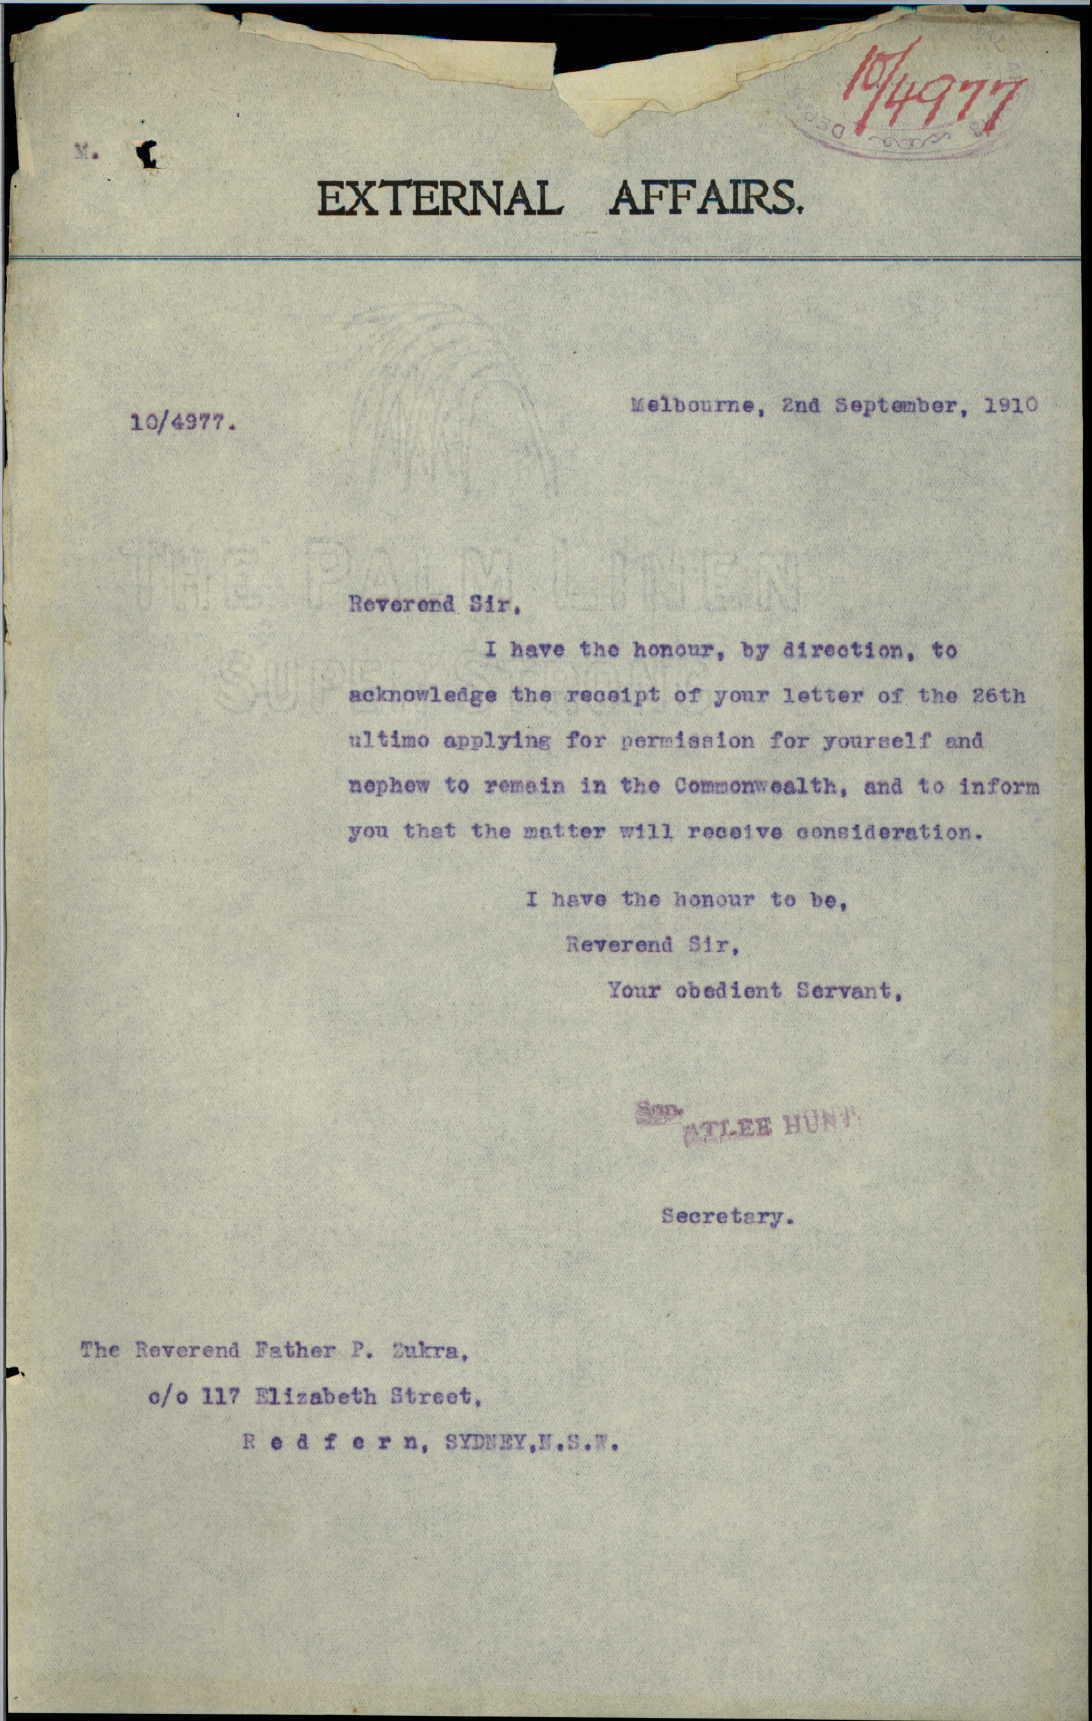 10/4977
M.
EXTERNAL AFFAIRS.
Melbourne, 2nd September, 1910
10/4977.
THE PALM LINEN
Reverend Sir,
I have the honour, by direction, to
acknowledge the receipt of your letter of the 26th
ultimo applying for permission for yourself and
nephew to remain in the Commonwealth, and to inform
you that the matter will receive consideration.
I have the honour to be,
Reverend Sir,
Your obedient Servant,
Sgn.
ATLEE HUNT
Secretary.
The Reverend Father P. Zukra,
c/o 117 Elizabeth Street,
R e d f e r n, SYDNEY,N.S.W.